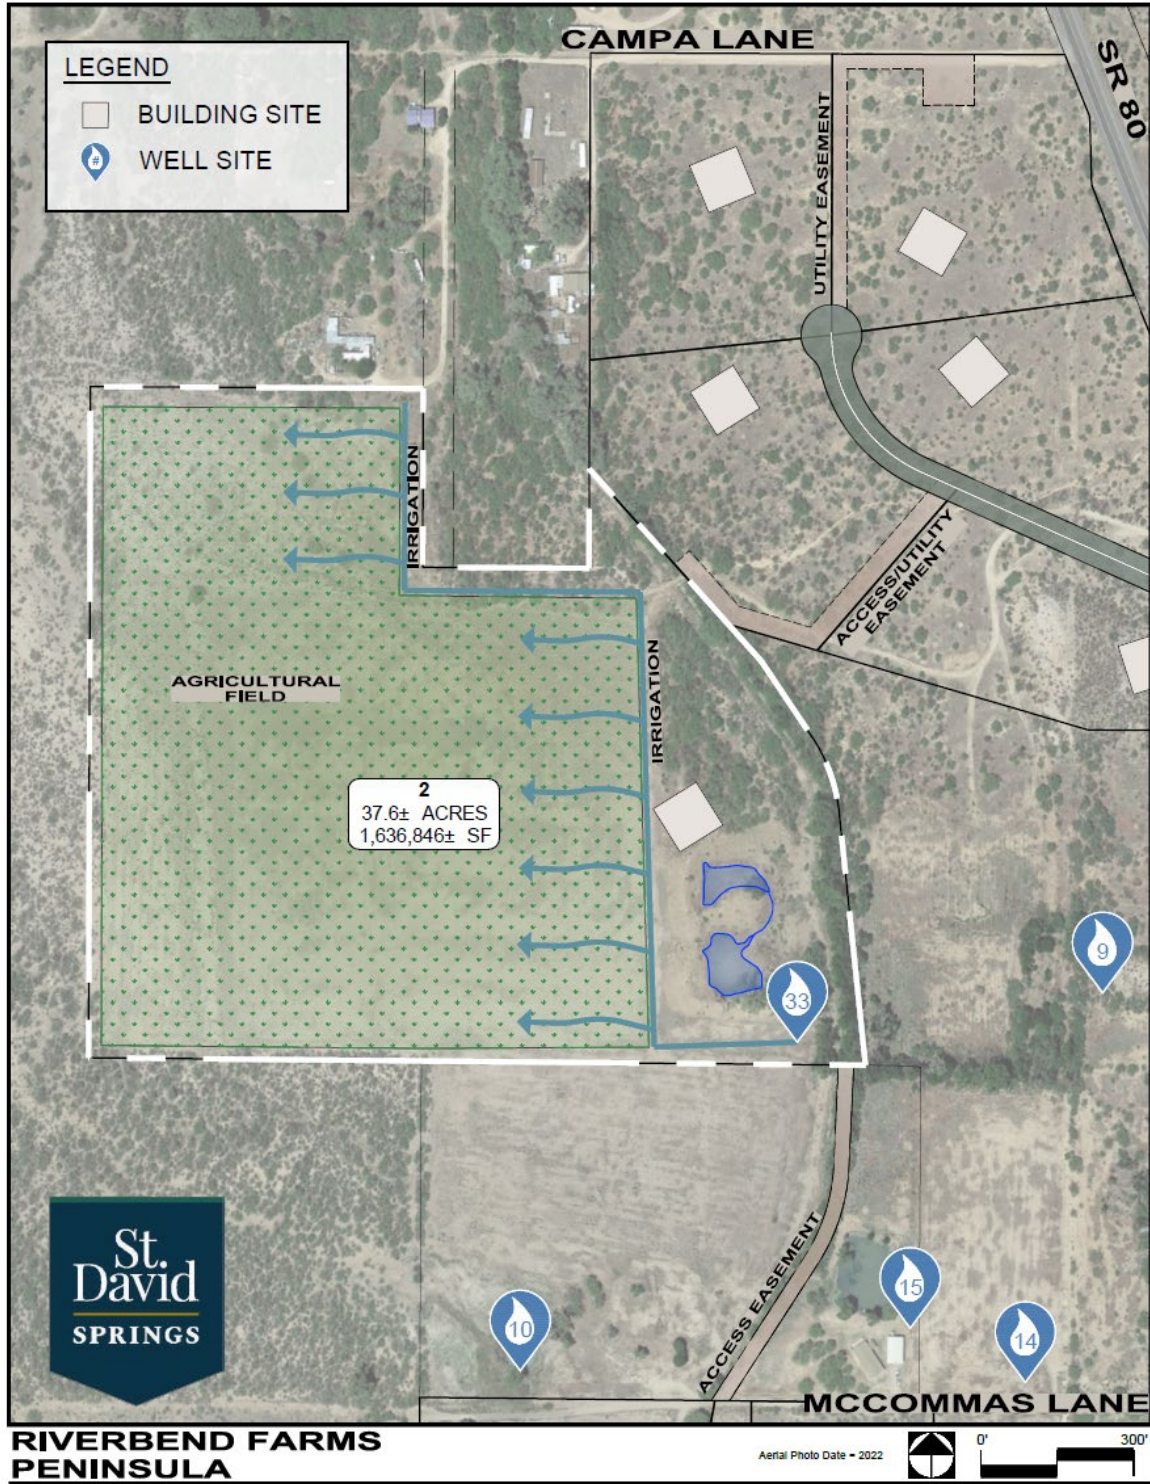 CAMPA LANE
SR 80
LEGEND
BUILDING SITE
#
WELL SITE
UTILITY EASEMENT
IRRIGATION
ACCESS/UTILITY
EASEMENT
IRRIGATION
AGRICULTURAL
FIELD
2
37.6± ACRES
1,636,846± SF
9
33
St.
David
SPRINGS
ACCESS EASEMENT
10
15
14
MCCOMMAS LANE
RIVERBEND FARMS
PENINSULA
Aerial Photo Date = 2022
0' 300'